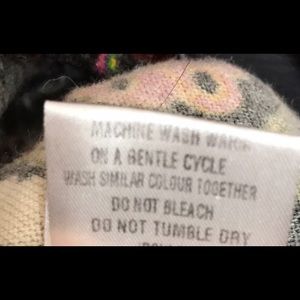 MACHINE WASH WARM
ON A GENTLE CYCLE
WASH SIMILAR COLOUR TOGETHER
DO NOT BLEACH
DO NOT TUMBLE DRY